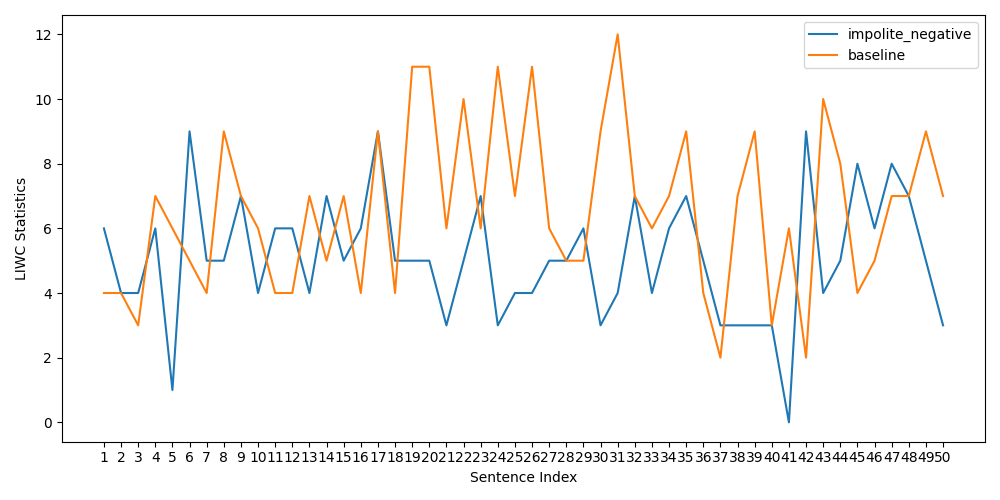 impolite_negative
baseline
12
10
8
6
4
2
0
LIWC Statistics
1 2 3 4 5 6 7 8 9 10 11 12 13 14 15 16 17 18 19 20 21 22 23 24 25 26 27 28 29 30 31 32 33 34 35 36 37 38 39 40 41 42 43 44 45 46 47 48 49 50
Sentence Index